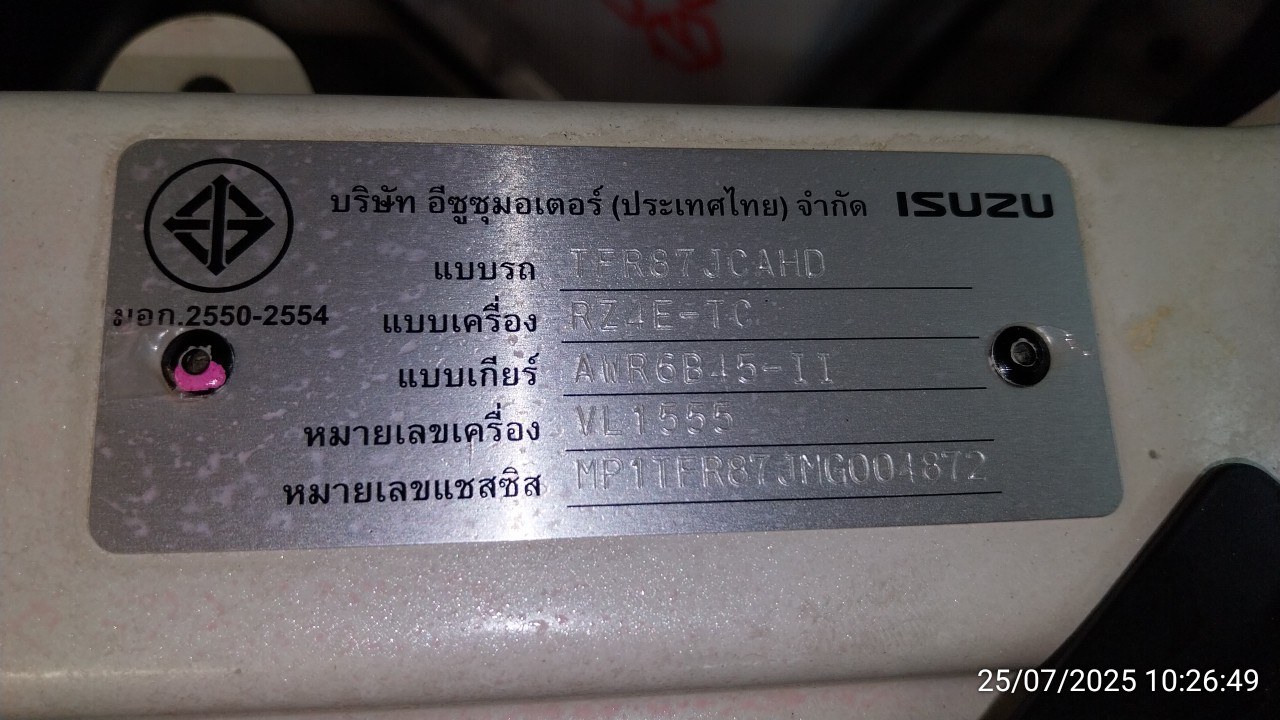 บริษัท อีซูซุมอเตอร์ (ประเทศไทย) จำกัด ISUZU
แบบรถ TFR87JCAHD
มอก.2550-2554
แบบเครื่อง RZ4E-TC
แบบเกียร์ AWR6B45-II
หมายเลขเครื่อง VL1555
หมายเลขแชสซิส MP1TFR87JMG004872
25/07/2025 10:26:49